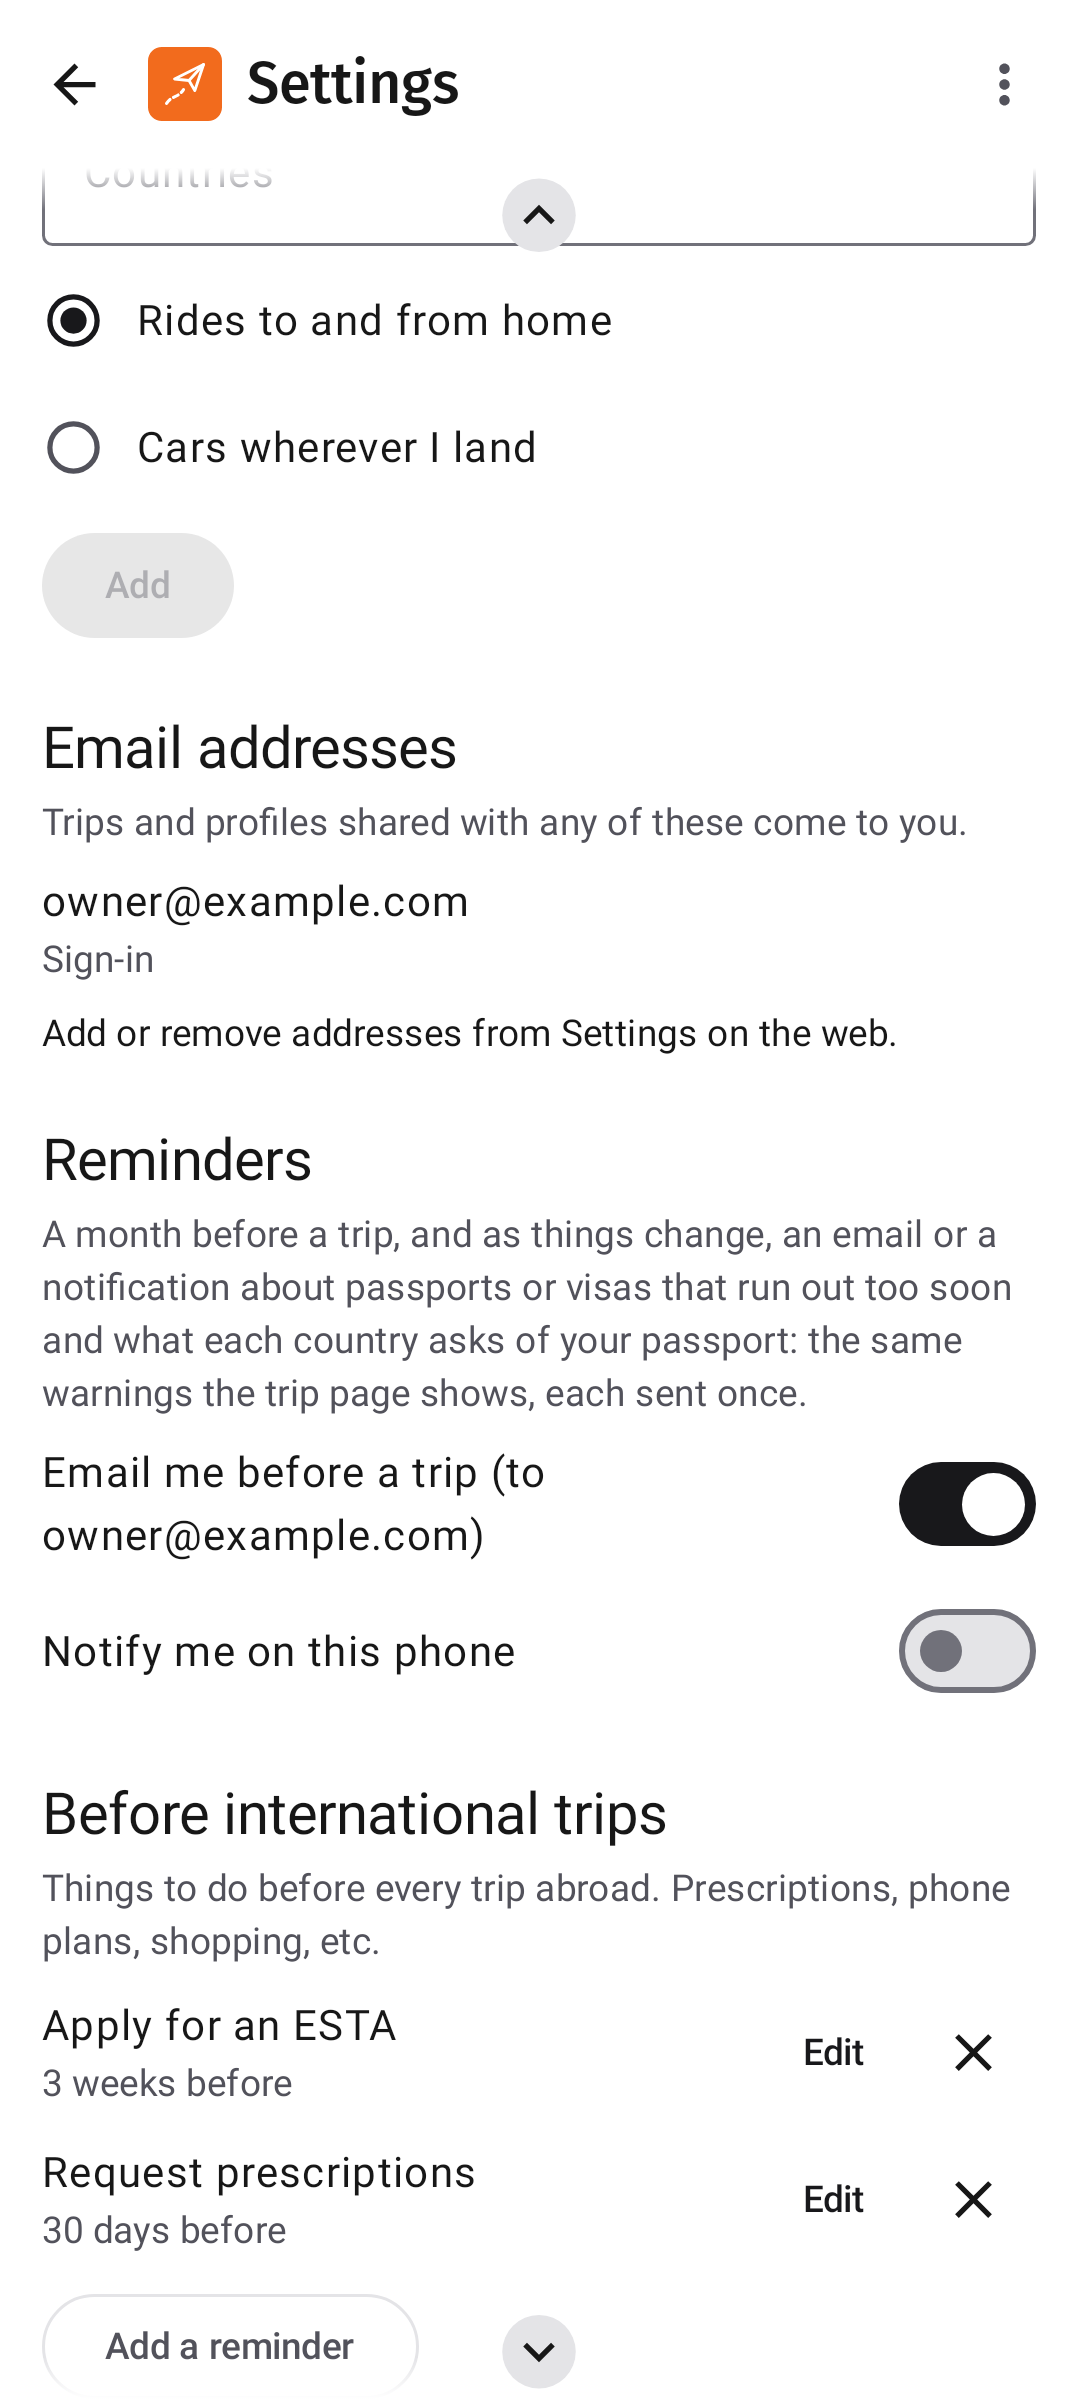 Settings
Countries
Rides to and from home
Cars wherever I land
Add
Email addresses
Trips and profiles shared with any of these come to you.
owner@example.com
Sign-in
Add or remove addresses from Settings on the web.
Reminders
A month before a trip, and as things change, an email or a
notification about passports or visas that run out too soon
and what each country asks of your passport: the same
warnings the trip page shows, each sent once.
Email me before a trip (to
owner@example.com)
Notify me on this phone
Before international trips
Things to do before every trip abroad. Prescriptions, phone
plans, shopping, etc.
Apply for an ESTA
3 weeks before
Edit
Request prescriptions
30 days before
Edit
Add a reminder